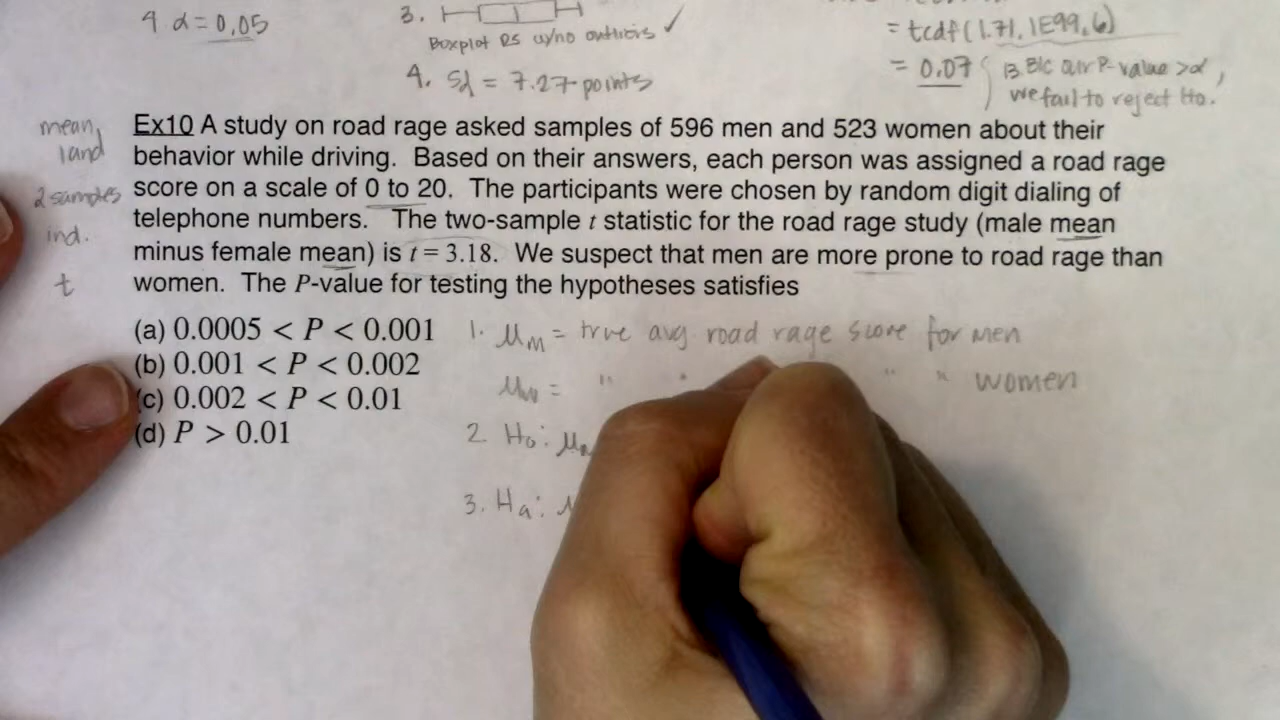 4 α = 0.05
3.
Boxplot RS w/no outliers ✓
4. Sd = 7.27 points
= tcdf(1.71, 1E99, 6)
= 0.07
B. B/C our P-value > α,
we fail to reject Ho.
mean,
2 samples
ind.
t
Ex10 A study on road rage asked samples of 596 men and 523 women about their
behavior while driving. Based on their answers, each person was assigned a road rage
score on a scale of 0 to 20. The participants were chosen by random digit dialing of
telephone numbers. The two-sample t statistic for the road rage study (male mean
minus female mean) is t = 3.18. We suspect that men are more prone to road rage than
women. The P-value for testing the hypotheses satisfies
(a) 0.0005 < P < 0.001
(b) 0.001 < P < 0.002
(c) 0.002 < P < 0.01
(d) P > 0.01
1. μM = true avg. road rage score for men
μw = " " " women
2. Ho: μ
3. Ha: